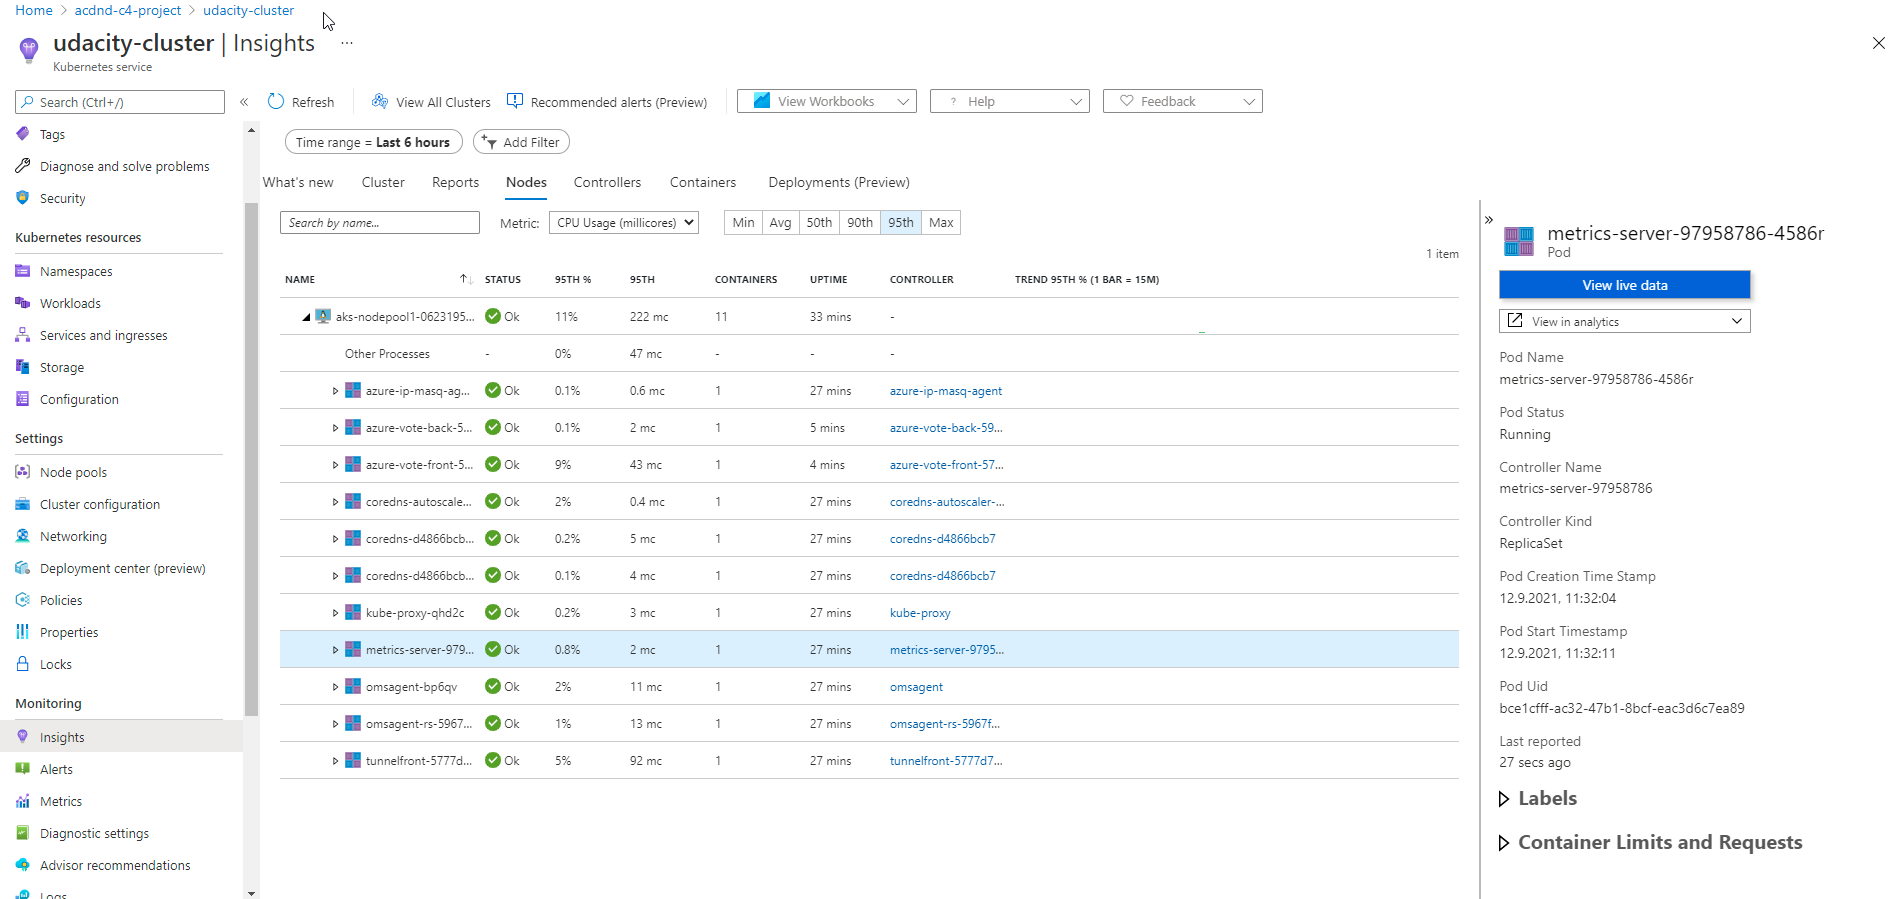 Home > acdnd-c4-project > udacity-cluster
udacity-cluster | Insights ...
Kubernetes service
Search (Ctrl+/)
«
Tags
Diagnose and solve problems
Security
Kubernetes resources
Namespaces
Workloads
Services and ingresses
Storage
Configuration
Settings
Node pools
Cluster configuration
Networking
Deployment center (preview)
Policies
Properties
Locks
Monitoring
Insights
Alerts
Metrics
Diagnostic settings
Advisor recommendations
Logs
Refresh View All Clusters Recommended alerts (Preview) View Workbooks ? Help Feedback
Time range = Last 6 hours Add Filter
What's new Cluster Reports Nodes Controllers Containers Deployments (Preview)
Search by name... Metric: CPU Usage (millicores) Min Avg 50th 90th 95th Max
1 item
NAME STATUS 95TH % 95TH CONTAINERS UPTIME CONTROLLER TREND 95TH % (1 BAR = 15M)
aks-nodepool1-0623195... Ok 11% 222 mc 11 33 mins -
Other Processes - 0% 47 mc - - -
azure-ip-masq-ag... Ok 0.1% 0.6 mc 1 27 mins azure-ip-masq-agent
azure-vote-back-5... Ok 0.1% 2 mc 1 5 mins azure-vote-back-59...
azure-vote-front-5... Ok 9% 43 mc 1 4 mins azure-vote-front-57...
coredns-autoscale... Ok 2% 0.4 mc 1 27 mins coredns-autoscaler-...
coredns-d4866bcb... Ok 0.2% 5 mc 1 27 mins coredns-d4866bcb7
coredns-d4866bcb... Ok 0.1% 4 mc 1 27 mins coredns-d4866bcb7
kube-proxy-qhd2c Ok 0.2% 3 mc 1 27 mins kube-proxy
metrics-server-979... Ok 0.8% 2 mc 1 27 mins metrics-server-9795...
omsagent-bp6qv Ok 2% 11 mc 1 27 mins omsagent
omsagent-rs-5967... Ok 1% 13 mc 1 27 mins omsagent-rs-5967f...
tunnelfront-5777d... Ok 5% 92 mc 1 27 mins tunnelfront-5777d7...
»
metrics-server-97958786-4586r
Pod
View live data
View in analytics
Pod Name
metrics-server-97958786-4586r
Pod Status
Running
Controller Name
metrics-server-97958786
Controller Kind
ReplicaSet
Pod Creation Time Stamp
12.9.2021, 11:32:04
Pod Start Timestamp
12.9.2021, 11:32:11
Pod Uid
bce1cfff-ac32-47b1-8bcf-eac3d6c7ea89
Last reported
27 secs ago
Labels
Container Limits and Requests